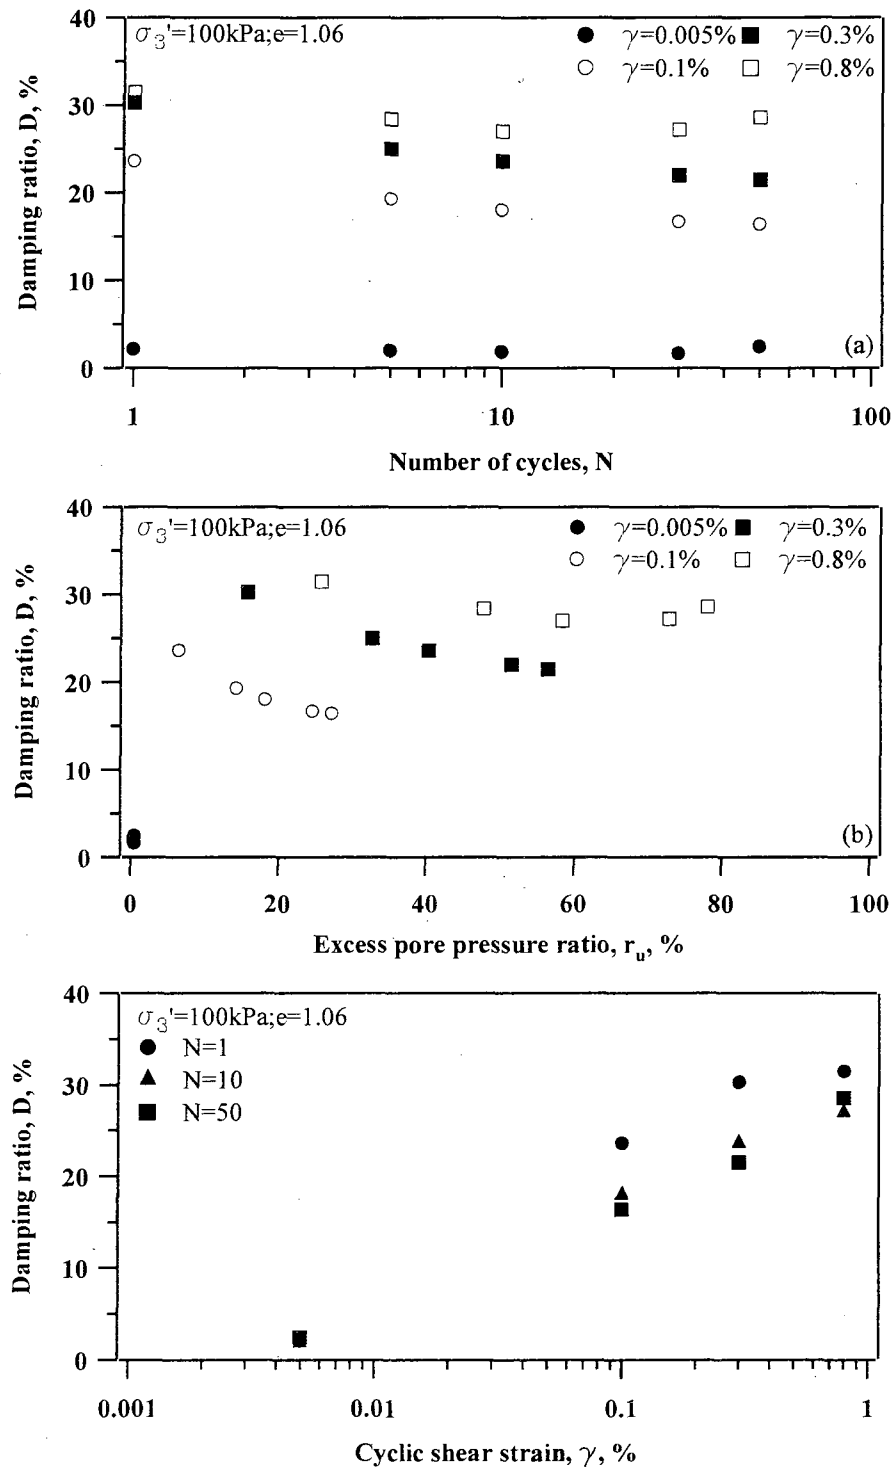 σ3'=100kPa;e=1.06
● γ=0.005% ■ γ=0.3%
○ γ=0.1% □ γ=0.8%
Damping ratio, D, %
40
30
20
10
0
(a)
1 10 100
Number of cycles, N
σ3'=100kPa;e=1.06
● γ=0.005% ■ γ=0.3%
○ γ=0.1% □ γ=0.8%
Damping ratio, D, %
40
30
20
10
0
(b)
0 20 40 60 80 100
Excess pore pressure ratio, ru, %
σ3'=100kPa;e=1.06
● N=1
▲ N=10
■ N=50
Damping ratio, D, %
40
30
20
10
0
0.001 0.01 0.1 1
Cyclic shear strain, γ, %